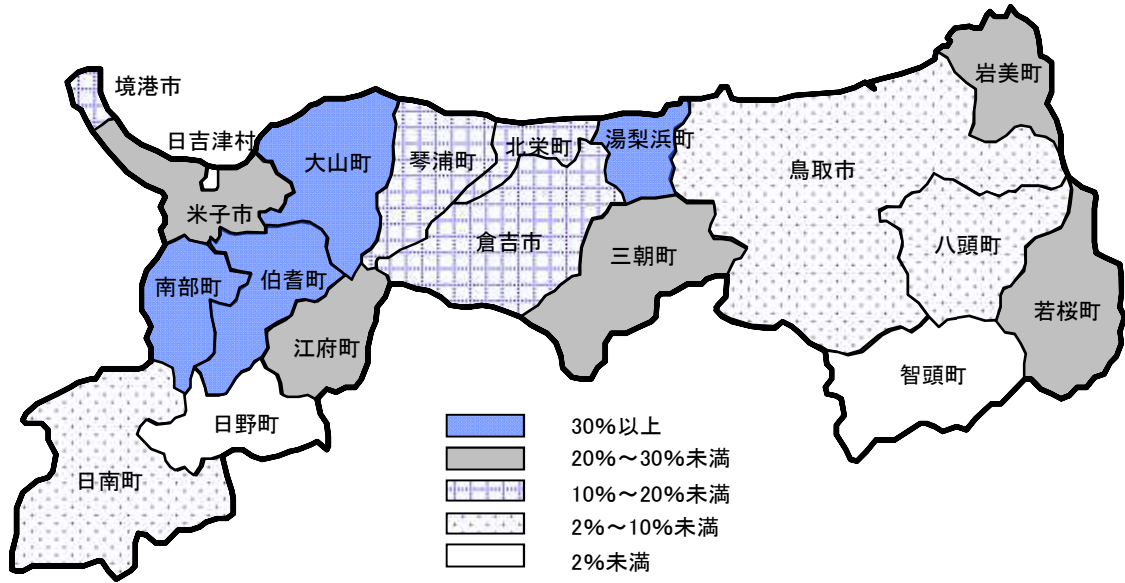 岩美町
境港市
日吉津村
大山町
琴浦町
北栄町
湯梨浜町
鳥取市
米子市
倉吉市
三朝町
八頭町
南部町
伯耆町
若桜町
江府町
智頭町
日野町
日南町
30%以上
20%～30%未満
10%～20%未満
2%～10%未満
2%未満